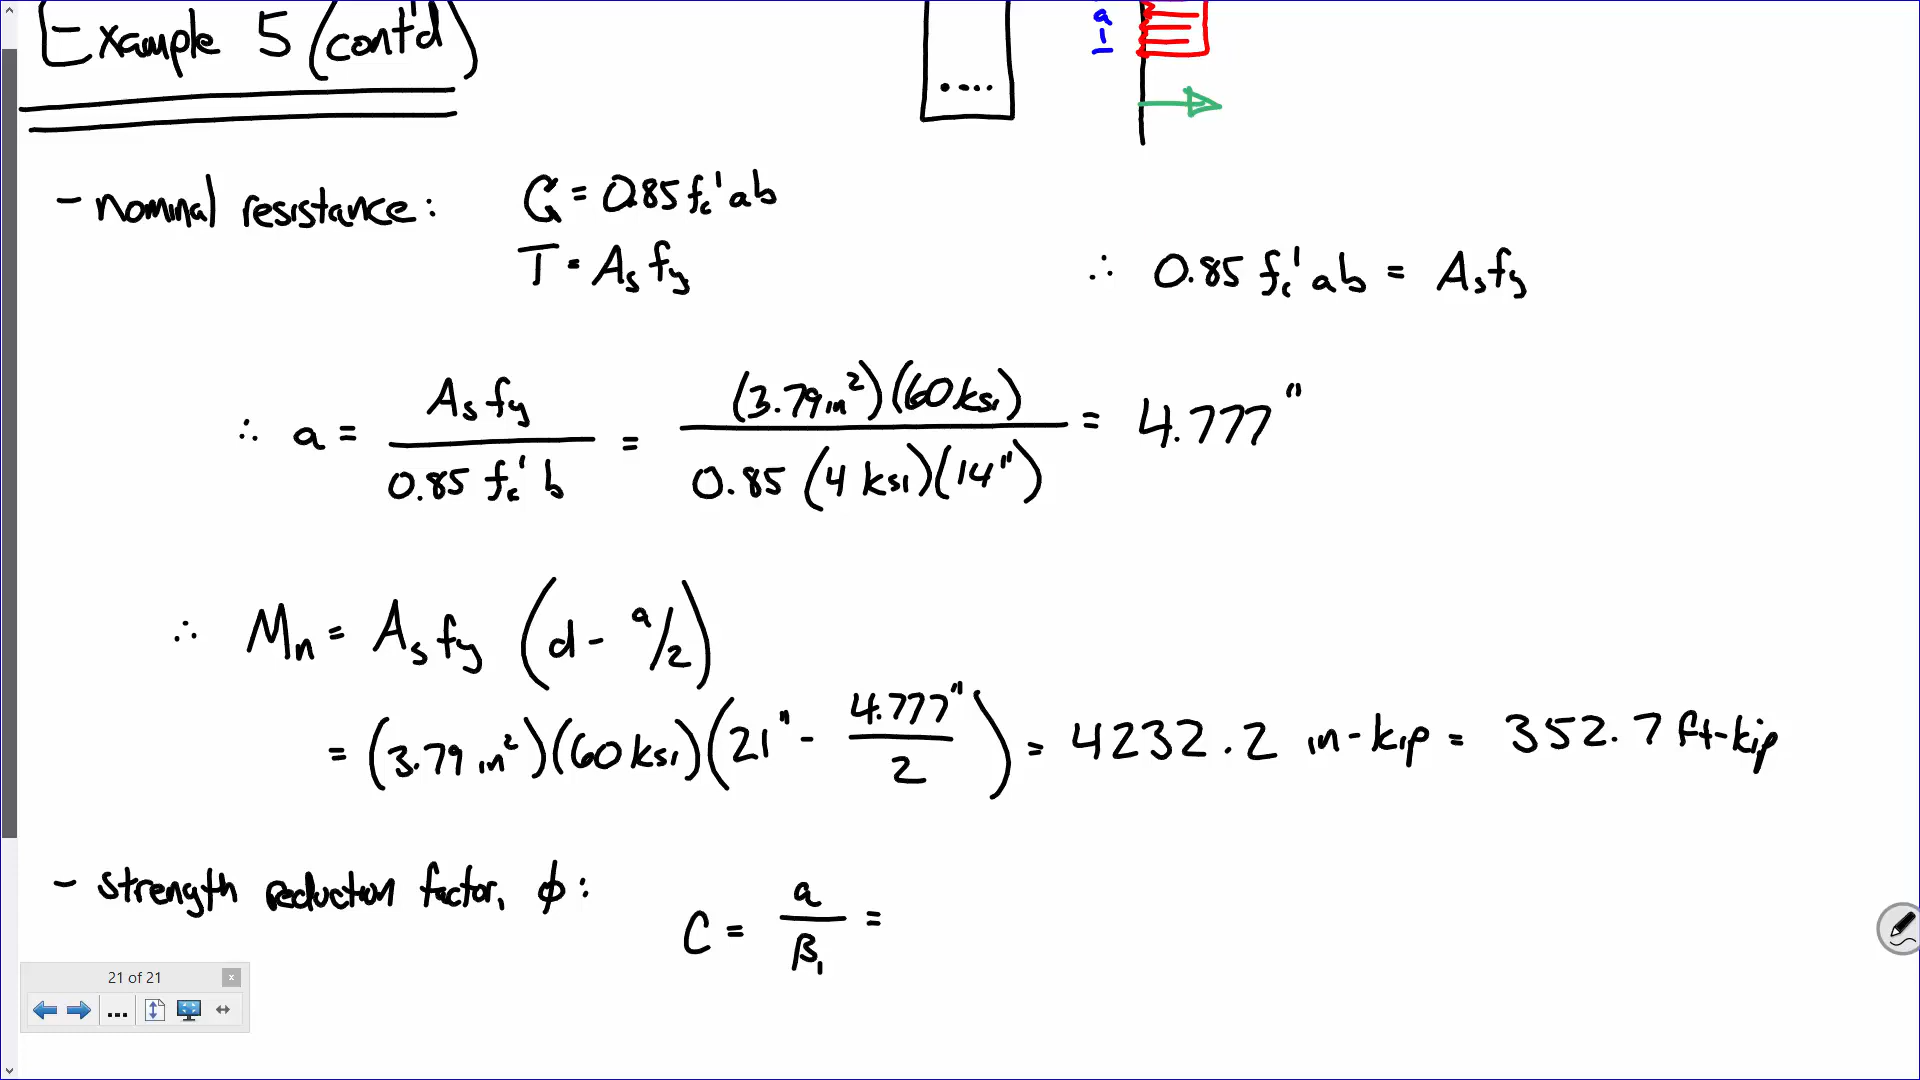 Example 5 (cont'd)
a
- nominal resistance: C = 0.85 fc' ab
T = As fy
∴ 0.85 fc' ab = As fy
∴ a = As fy / 0.85 fc' b = (3.79 in²)(60 ksi) / 0.85 (4 ksi)(14") = 4.777"
∴ Mn = As fy (d - a/2)
= (3.79 in²)(60 ksi)(21" - 4.777"/2) = 4232.2 in-kip = 352.7 ft-kip
- strength reduction factor, ϕ: C = a/β1 =
21 of 21